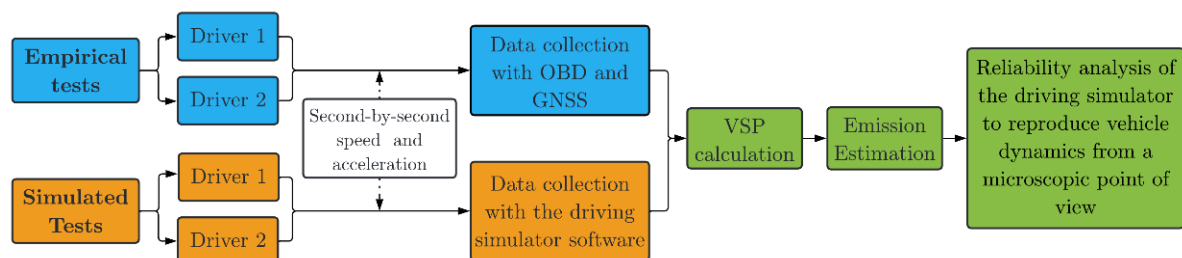 Empirical
tests
Driver 1
Driver 2
Data collection
with OBD and
GNSS
Second-by-second
speed and
acceleration
Simulated
Tests
Driver 1
Driver 2
Data collection
with the driving
simulator software
VSP
calculation
Emission
Estimation
Reliability analysis of
the driving simulator
to reproduce vehicle
dynamics from a
microscopic point of
view